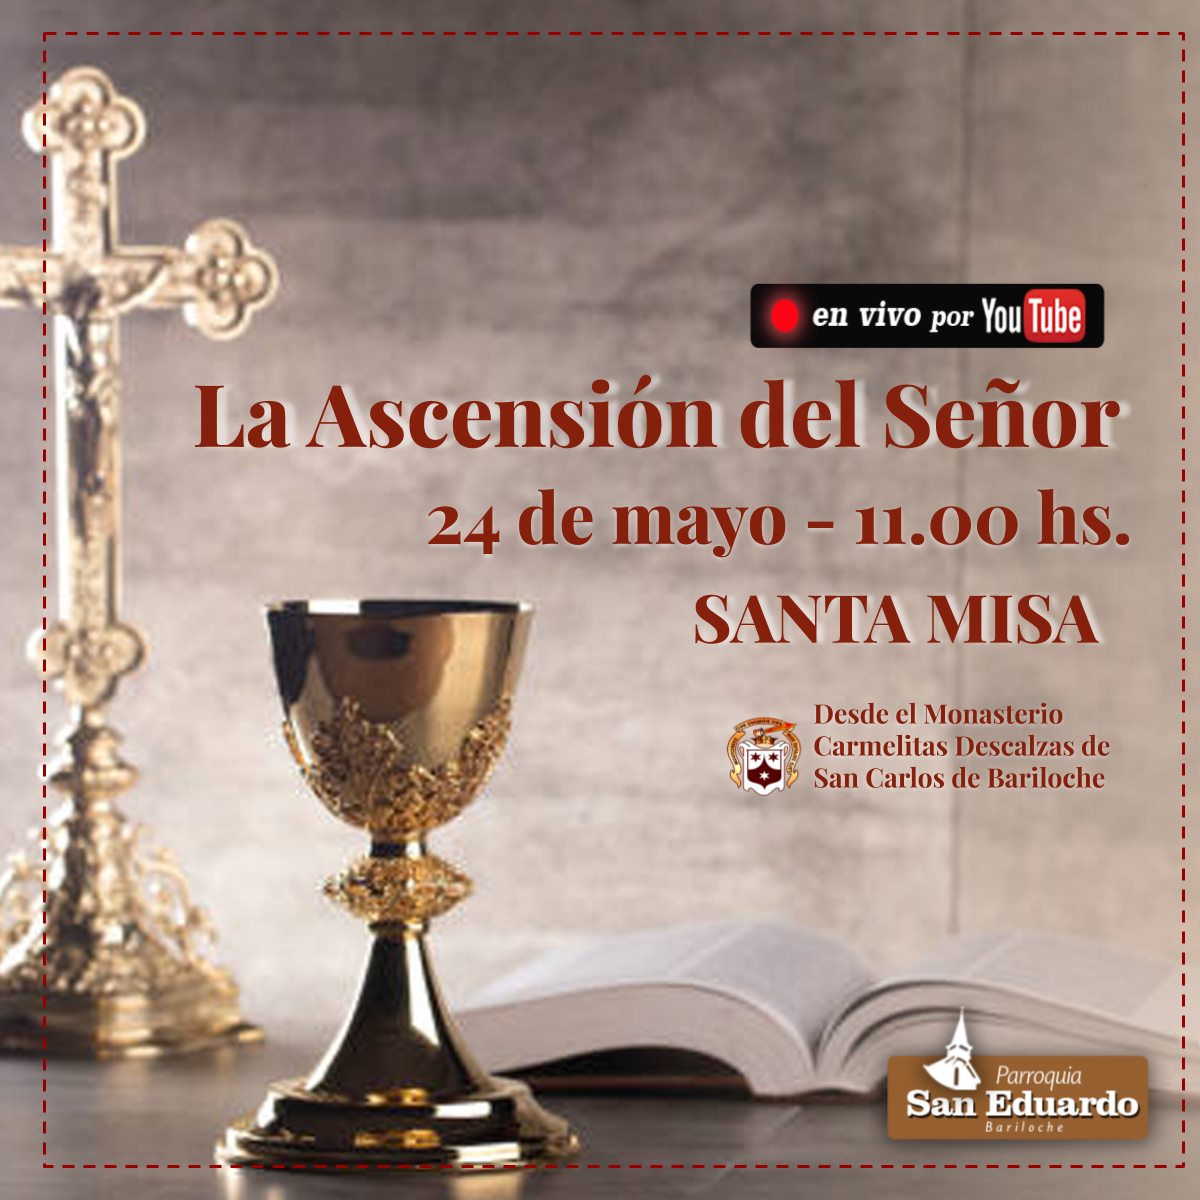 en vivo por YouTube
La Ascensión del Señor
24 de mayo - 11.00 hs.
SANTA MISA
Desde el Monasterio
Carmelitas Descalzas de
San Carlos de Bariloche
Parroquia
San Eduardo
Bariloche